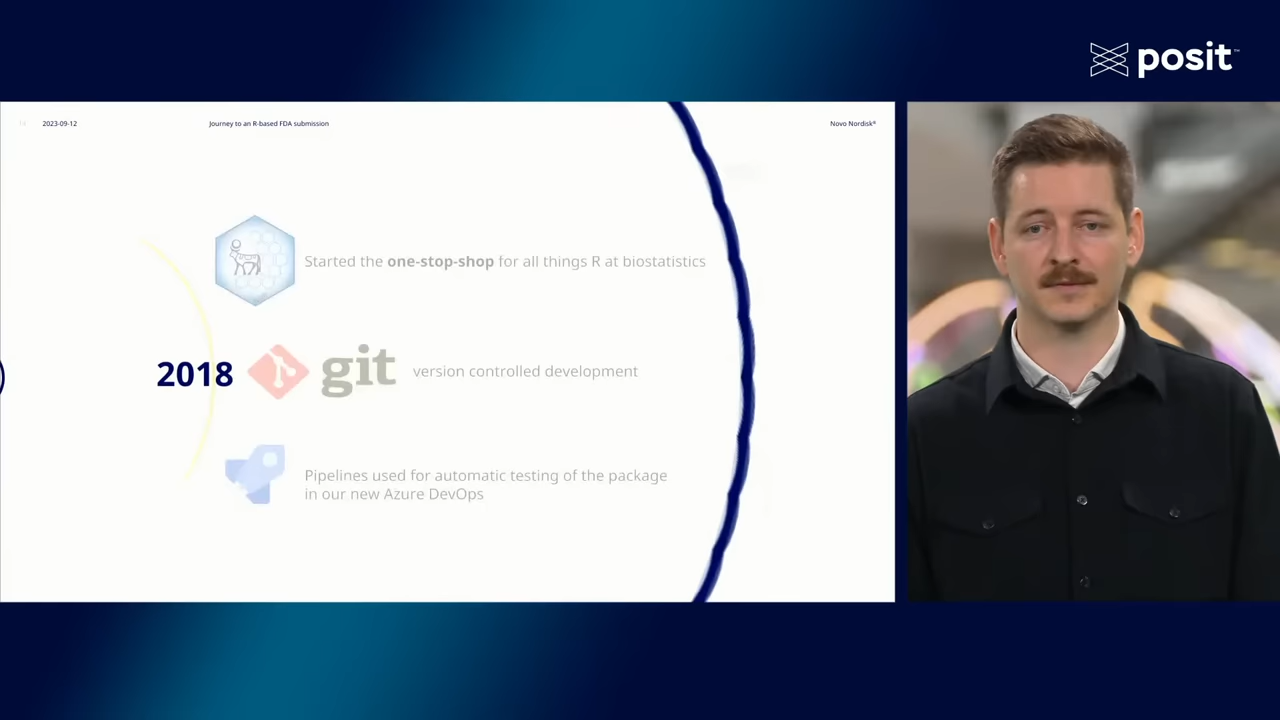 posit™
2023-09-12
Journey to an R-based FDA submission
Novo Nordisk®
Started the one-stop-shop for all things R at biostatistics
2018
git
version controlled development
Pipelines used for automatic testing of the package
in our new Azure DevOps